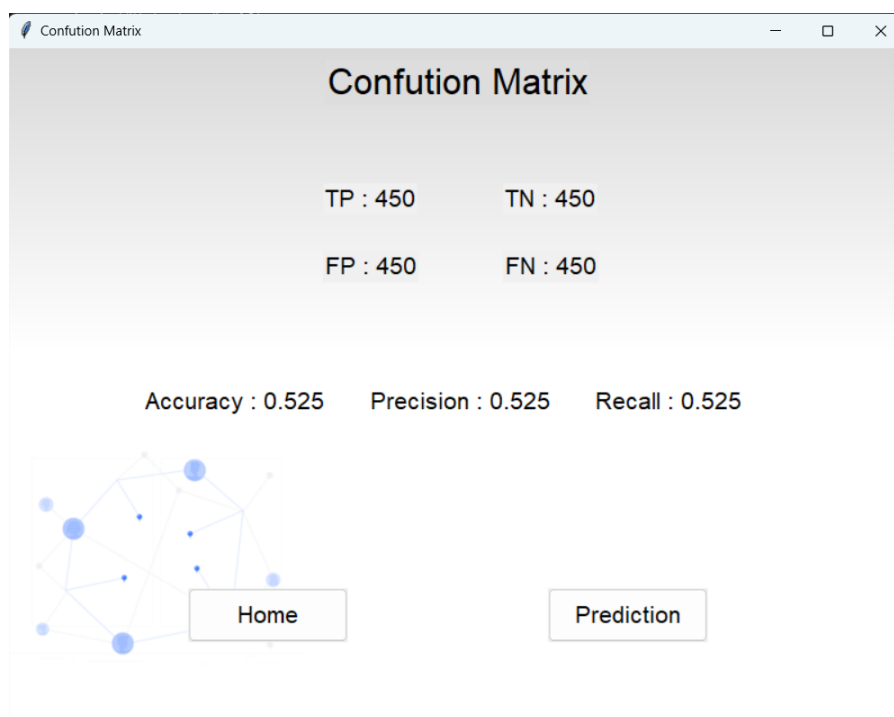 Confution Matrix
Confution Matrix
TP : 450 TN : 450
FP : 450 FN : 450
Accuracy : 0.525 Precision : 0.525 Recall : 0.525
Home Prediction